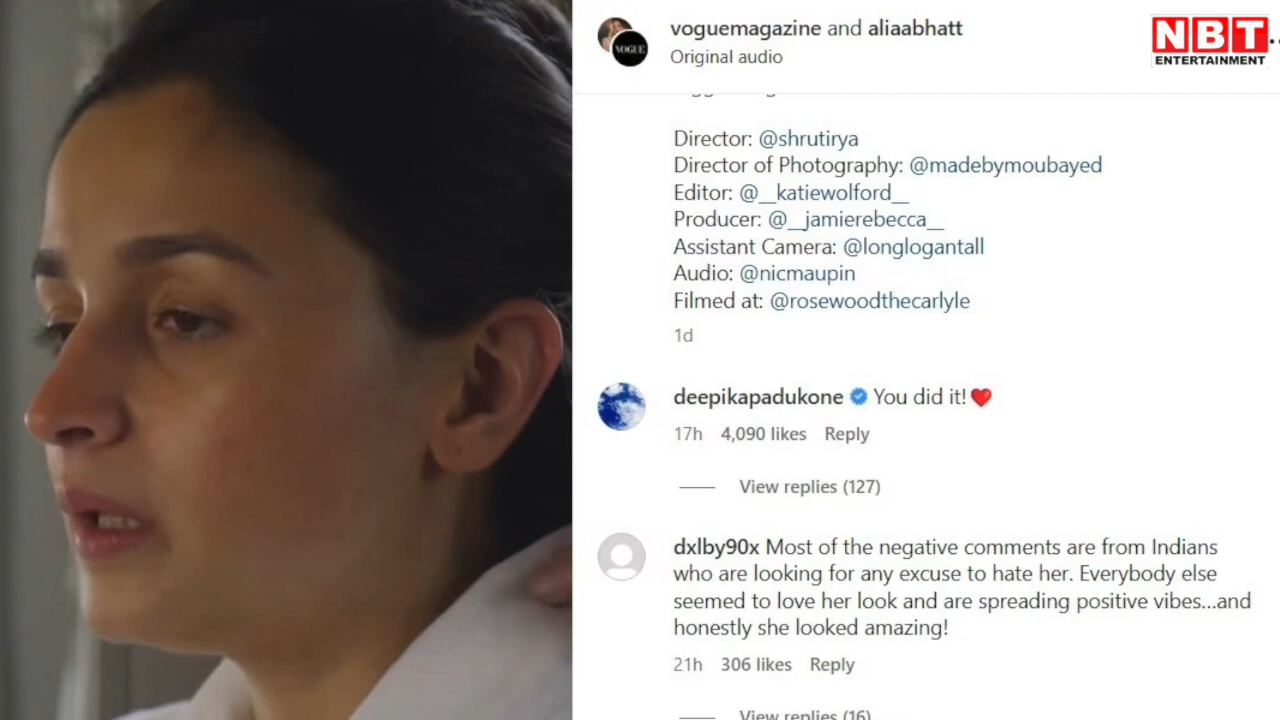 voguemagazine and aliaabhatt
VOGUE
Original audio
NBT
ENTERTAINMENT
Director: @shrutirya
Director of Photography: @madebymoubayed
Editor: @__katiewolford__
Producer: @__jamierebecca__
Assistant Camera: @longlogantall
Audio: @nicmaupin
Filmed at: @rosewoodthecarlyle
1d
deepikapadukone You did it!❤️
17h 4,090 likes Reply
View replies (127)
dxlby90x Most of the negative comments are from Indians
who are looking for any excuse to hate her. Everybody else
seemed to love her look and are spreading positive vibes...and
honestly she looked amazing!
21h 306 likes Reply
View replies (16)